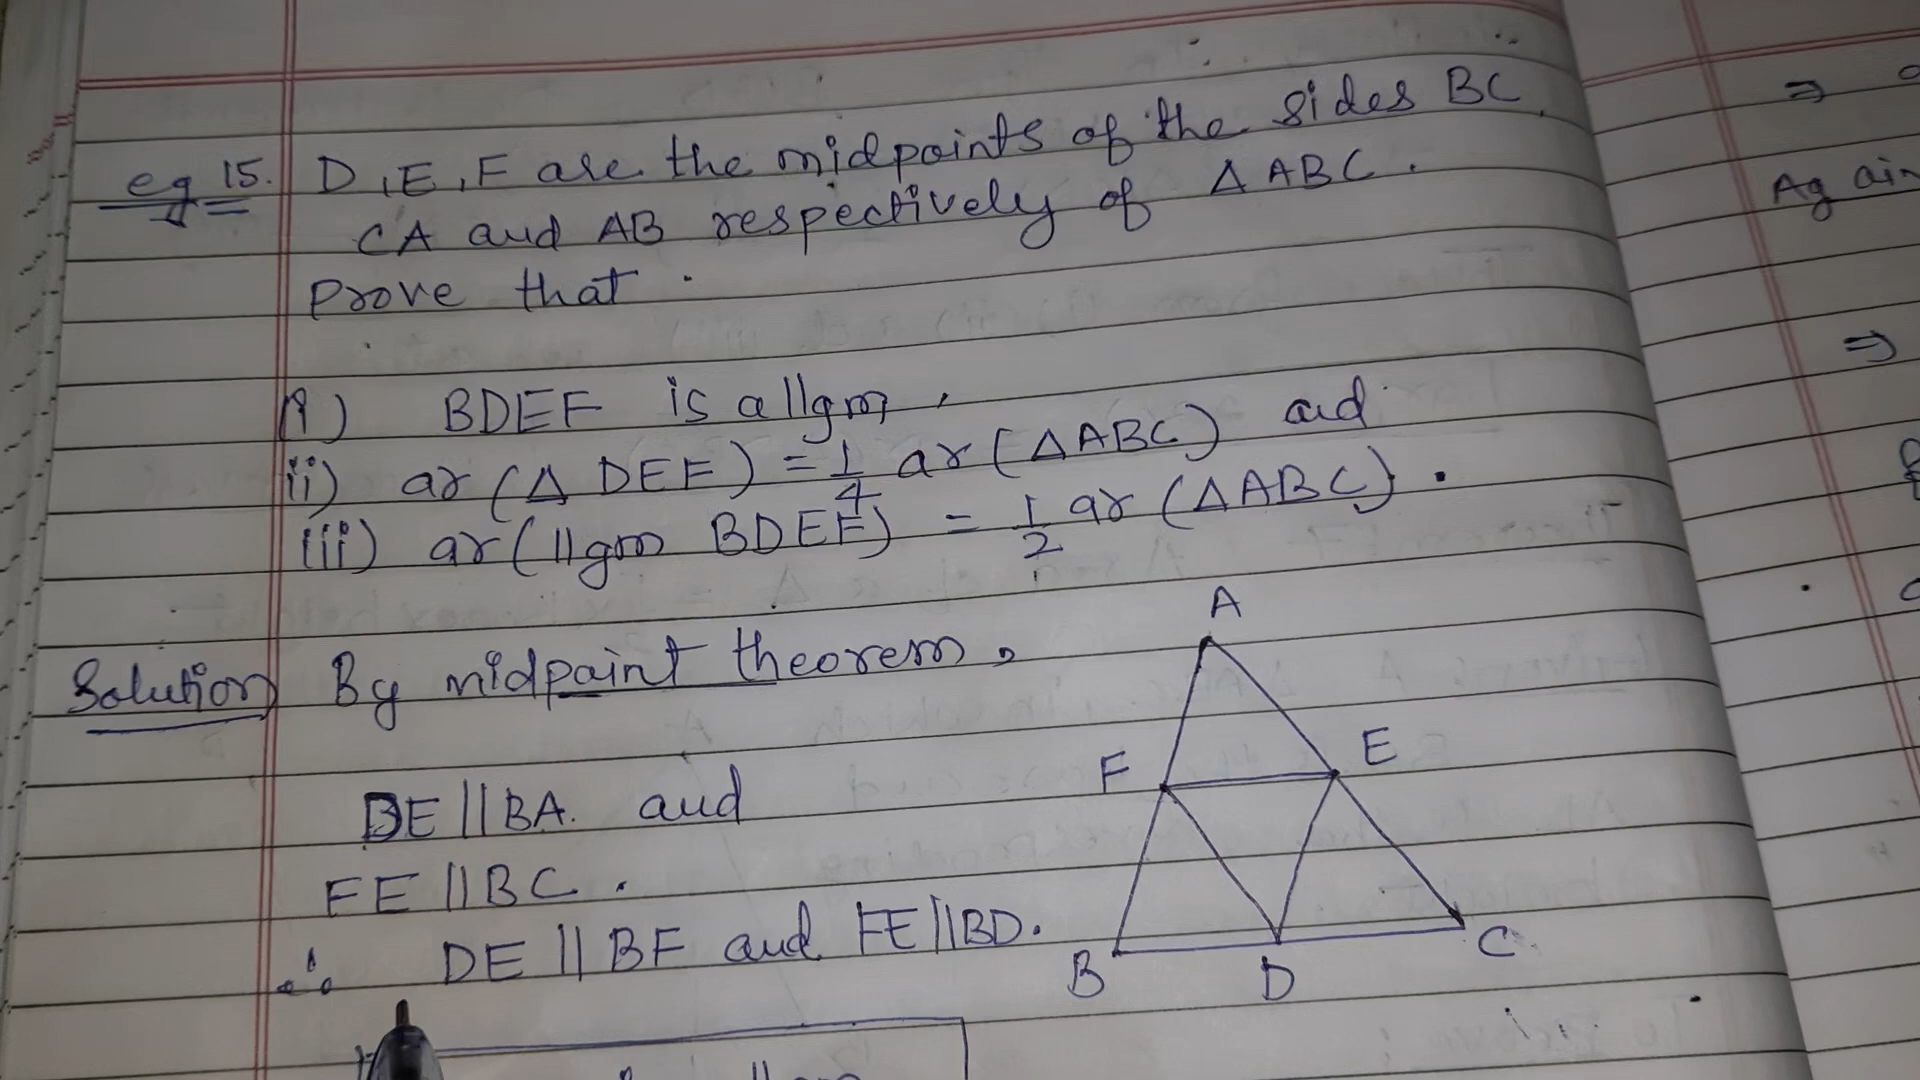 eg 15. D, E, F are the midpoints of the sides BC,
CA and AB respectively of △ ABC.
Prove that
(i) BDEF is a llgm,
ii) ar (△ DEF) = 1/4 ar (△ABC) and
(iii) ar (llgm BDEF) = 1/2 ar (△ABC).
Solution By midpoint theorem,
DE || BA. and
FE || BC.
∴ DE || BF and FE || BD.
A
F
E
B
D
C
⇒
Again
⇒